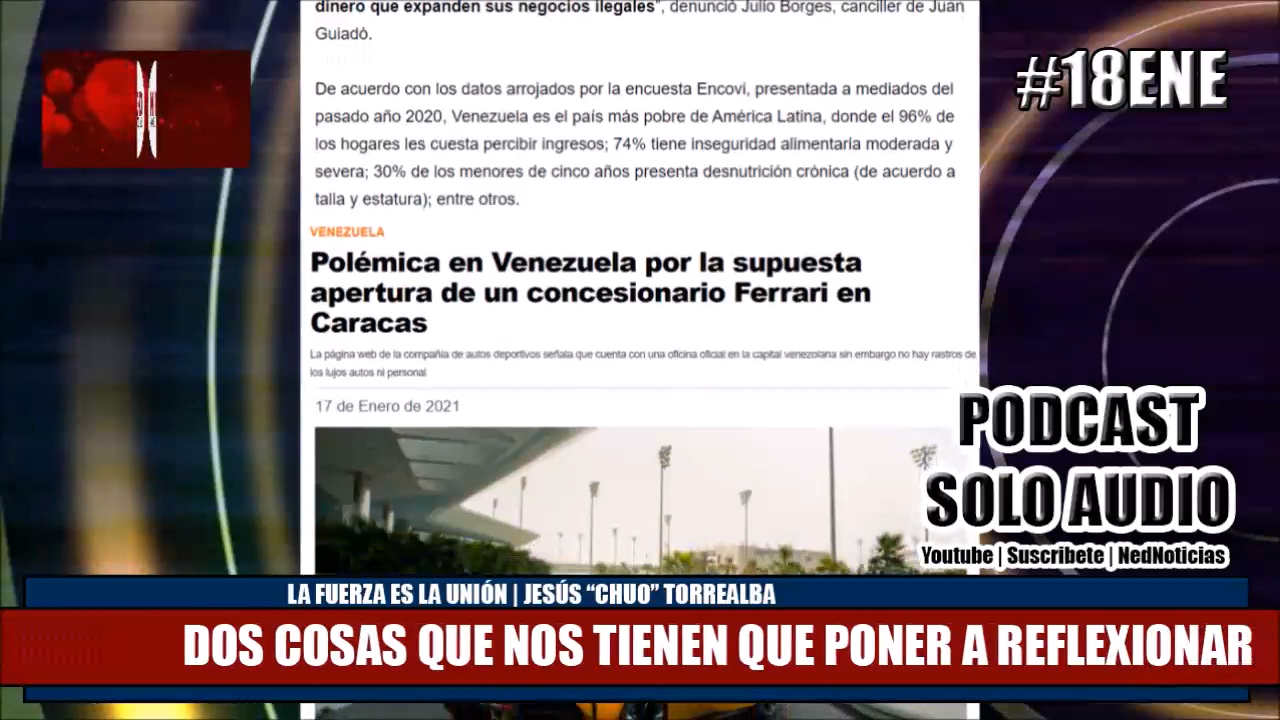 dinero que expanden sus negocios ilegales", denunció Julio Borges, canciller de Juan
Guiadó.
De acuerdo con los datos arrojados por la encuesta Encovi, presentada a mediados del
pasado año 2020, Venezuela es el país más pobre de América Latina, donde el 96% de
los hogares les cuesta percibir ingresos; 74% tiene inseguridad alimentaria moderada y
severa; 30% de los menores de cinco años presenta desnutrición crónica (de acuerdo a
talla y estatura); entre otros.
VENEZUELA
Polémica en Venezuela por la supuesta
apertura de un concesionario Ferrari en
Caracas
La página web de la compañía de autos deportivos señala que cuenta con una oficina oficial en la capital venezolana sin embargo no hay rastros de
los lujos autos ni personal
17 de Enero de 2021
#18ENE
PODCAST
SOLO AUDIO
Youtube | Suscribete | NedNoticias
LA FUERZA ES LA UNIÓN | JESÚS “CHUO” TORREALBA
DOS COSAS QUE NOS TIENEN QUE PONER A REFLEXIONAR